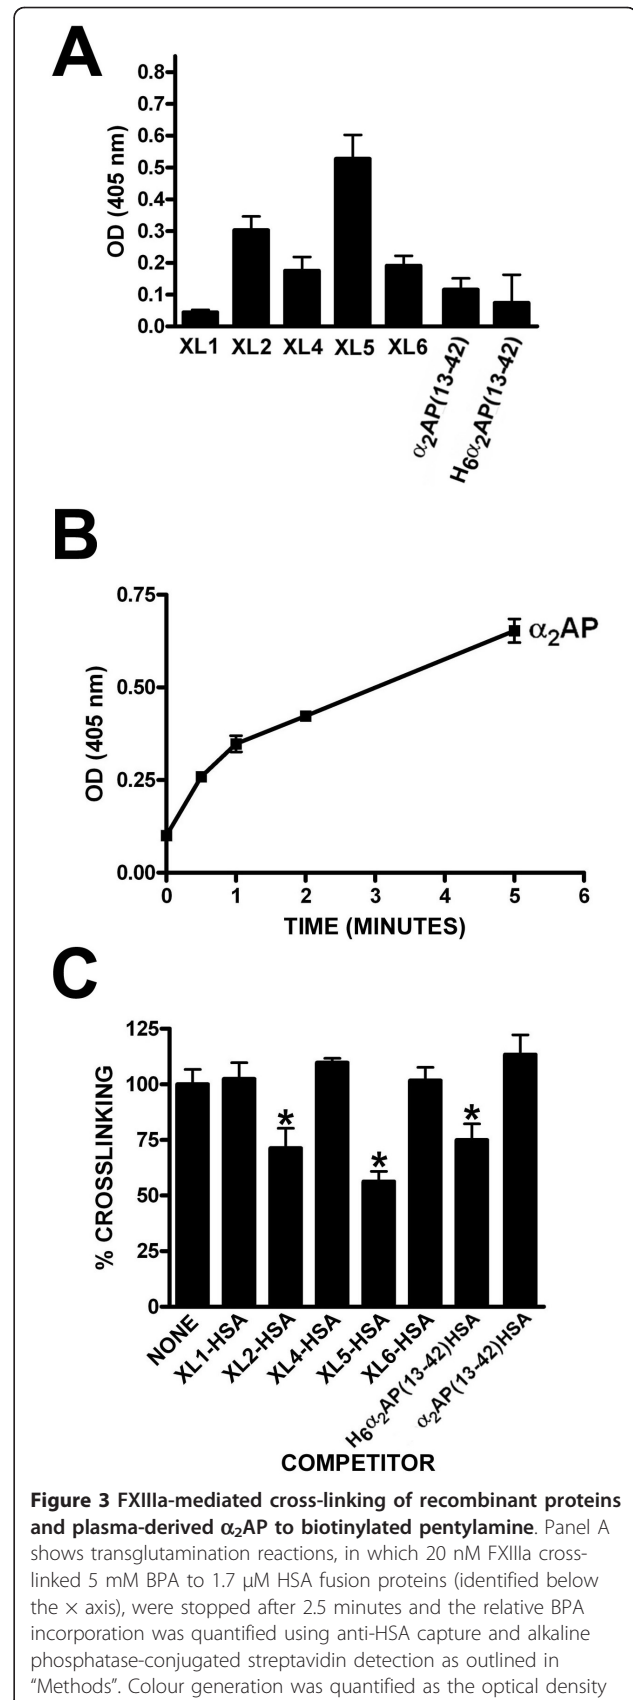 A
0.8
0.7
0.6
0.5
0.4
0.3
0.2
0.1
0.0
OD (405 nm)
XL1 XL2 XL4 XL5 XL6 α₂AP(13-42) H₆α₂AP(13-42)
B
0.75
0.50
0.25
0.00
OD (405 nm)
α₂AP
0 1 2 3 4 5 6
TIME (MINUTES)
C
125
100
75
50
25
0
% CROSSLINKING
* * *
NONE XL1-HSA XL2-HSA XL4-HSA XL5-HSA XL6-HSA H₆α₂AP(13-42)HSA α₂AP(13-42)HSA
COMPETITOR
Figure 3 FXIIIa-mediated cross-linking of recombinant proteins
and plasma-derived α₂AP to biotinylated pentylamine. Panel A
shows transglutamination reactions, in which 20 nM FXIIIa cross-
linked 5 mM BPA to 1.7 μM HSA fusion proteins (identified below
the × axis), were stopped after 2.5 minutes and the relative BPA
incorporation was quantified using anti-HSA capture and alkaline
phosphatase-conjugated streptavidin detection as outlined in
"Methods". Colour generation was quantified as the optical density